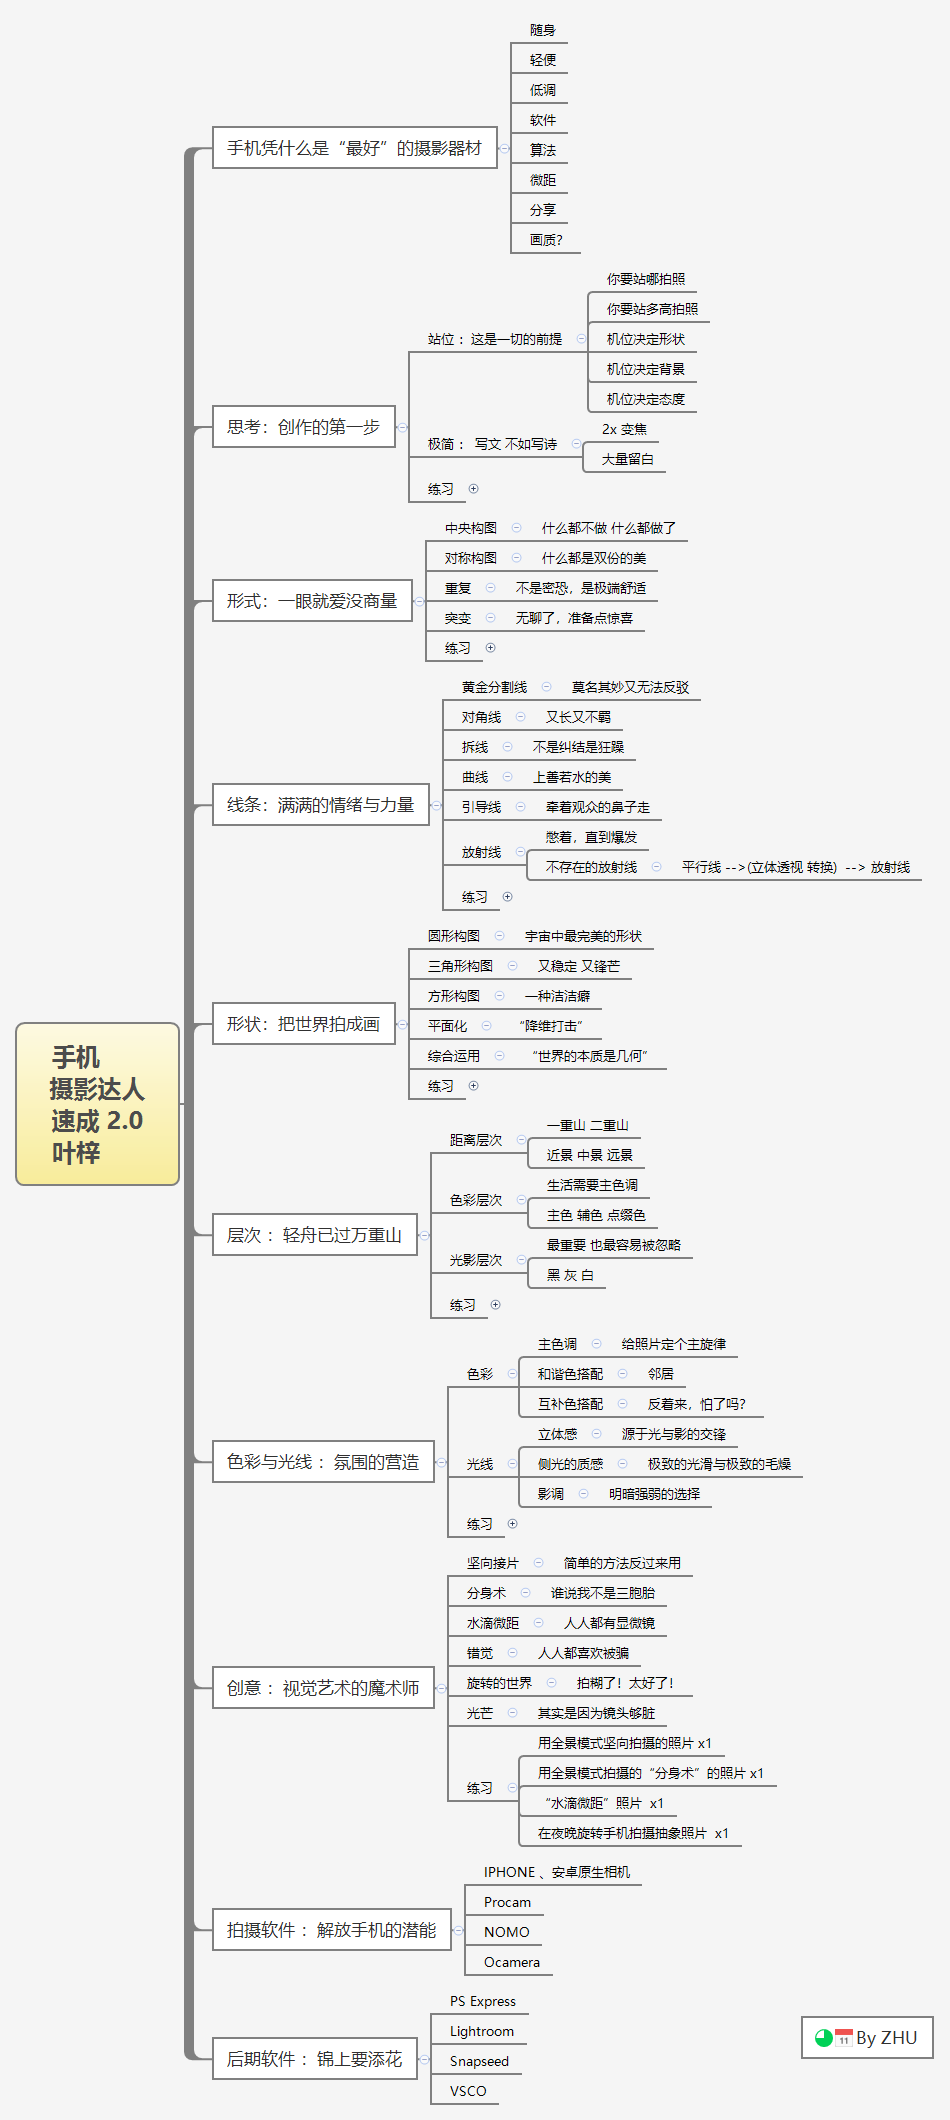 手机
摄影达人
速成 2.0
叶梓
手机凭什么是“最好”的摄影器材
随身
轻便
低调
软件
算法
微距
分享
画质?
思考：创作的第一步
站位： 这是一切的前提
你要站哪拍照
你要站多高拍照
机位决定形状
机位决定背景
机位决定态度
极简： 写文 不如写诗
2x 变焦
大量留白
练习
形式：一眼就爱没商量
中央构图
什么都不做 什么都做了
对称构图
什么都是双份的美
重复
不是密恐，是极端舒适
突变
无聊了，准备点惊喜
练习
线条：满满的情绪与力量
黄金分割线
莫名其妙又无法反驳
对角线
又长又不羁
拆线
不是纠结是狂躁
曲线
上善若水的美
引导线
牵着观众的鼻子走
放射线
憋着，直到爆发
不存在的放射线
平行线 -->(立体透视 转换) --> 放射线
练习
形状：把世界拍成画
圆形构图
宇宙中最完美的形状
三角形构图
又稳定 又锋芒
方形构图
一种洁洁癖
平面化
“降维打击”
综合运用
“世界的本质是几何”
练习
层次： 轻舟已过万重山
距离层次
一重山 二重山
近景 中景 远景
色彩层次
生活需要主色调
主色 辅色 点缀色
光影层次
最重要 也最容易被忽略
黑 灰 白
练习
色彩与光线： 氛围的营造
色彩
主色调
给照片定个主旋律
和谐色搭配
邻居
互补色搭配
反着来，怕了吗?
光线
立体感
源于光与影的交锋
侧光的质感
极致的光滑与极致的毛燥
影调
明暗强弱的选择
练习
创意： 视觉艺术的魔术师
坚向接片
简单的方法反过来用
分身术
谁说我不是三胞胎
水滴微距
人人都有显微镜
错觉
人人都喜欢被骗
旋转的世界
拍糊了！太好了!
光芒
其实是因为镜头够脏
练习
用全景模式坚向拍摄的照片 x1
用全景模式拍摄的“分身术”的照片 x1
“水滴微距”照片 x1
在夜晚旋转手机拍摄抽象照片 x1
拍摄软件： 解放手机的潜能
IPHONE 、安卓原生相机
Procam
NOMO
Ocamera
后期软件： 锦上要添花
PS Express
Lightroom
Snapseed
VSCO
11
By ZHU